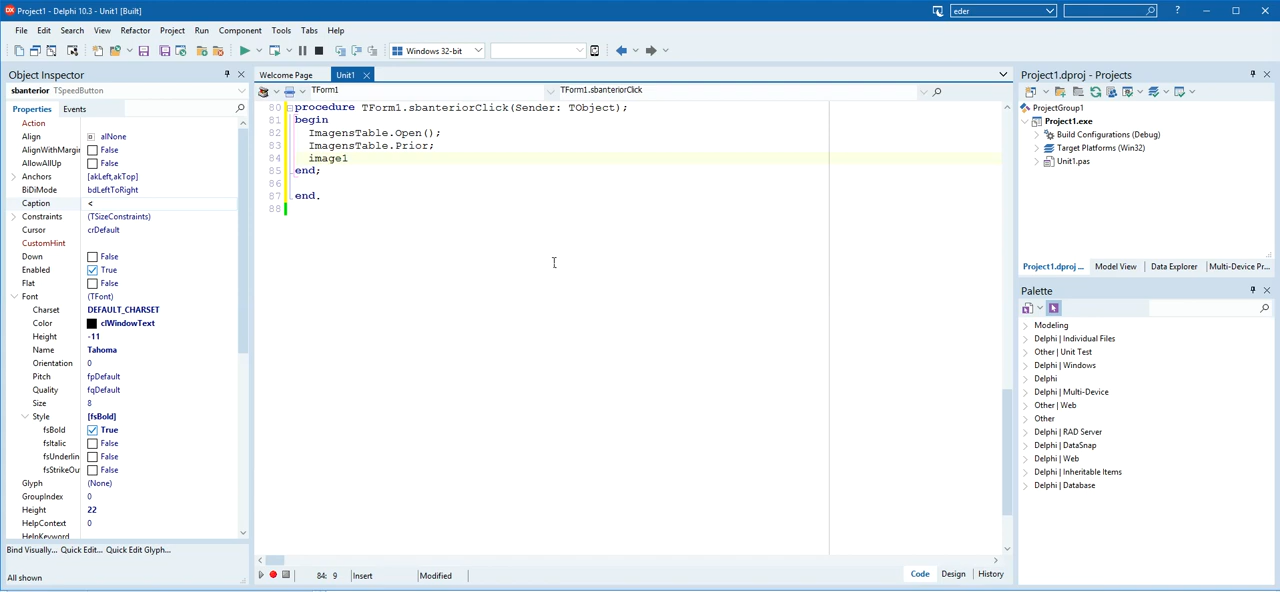 Project1 - Delphi 10.3 - Unit1 [Built]
eder
?
File Edit Search View Refactor Project Run Component Tools Tabs Help
Windows 32-bit
Object Inspector
sbanterior TSpeedButton
Properties Events
Action
Align alNone
AlignWithMargin False
AllowAllUp False
Anchors [akLeft,akTop]
BiDiMode bdLeftToRight
Caption <
Constraints (TSizeConstraints)
Cursor crDefault
CustomHint
Down False
Enabled True
Flat False
Font (TFont)
Charset DEFAULT_CHARSET
Color clWindowText
Height -11
Name Tahoma
Orientation 0
Pitch fpDefault
Quality fqDefault
Size 8
Style [fsBold]
fsBold True
fsItalic False
fsUnderlin False
fsStrikeOu False
Glyph (None)
GroupIndex 0
Height 22
HelpContext 0
HelpKeyword
Bind Visually... Quick Edit... Quick Edit Glyph...
All shown
Welcome Page Unit1
TForm1 TForm1.sbanteriorClick
80 procedure TForm1.sbanteriorClick(Sender: TObject);
81 begin
82 ImagensTable.Open();
83 ImagensTable.Prior;
84 image1
85 end;
86
87 end.
88
84: 9 Insert Modified
Code Design History
Project1.dproj - Projects
ProjectGroup1
Project1.exe
Build Configurations (Debug)
Target Platforms (Win32)
Unit1.pas
Project1.dproj ... Model View Data Explorer Multi-Device Pr...
Palette
Modeling
Delphi | Individual Files
Other | Unit Test
Delphi | Windows
Delphi
Delphi | Multi-Device
Other | Web
Other
Delphi | RAD Server
Delphi | DataSnap
Delphi | Web
Delphi | Inheritable Items
Delphi | Database